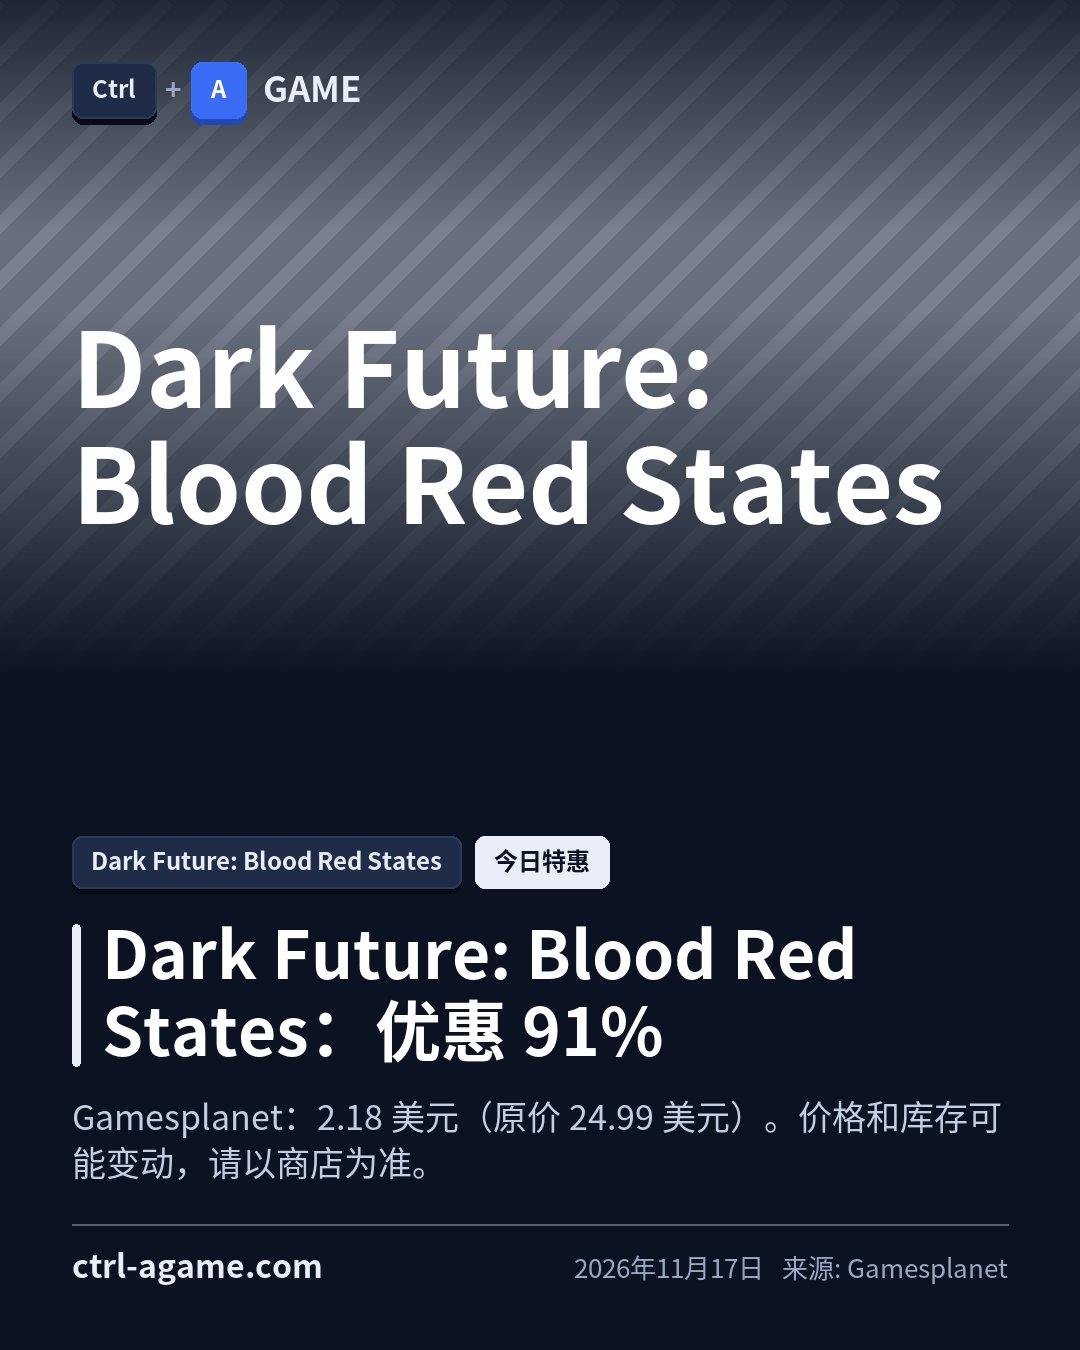 Ctrl + A GAME
Dark Future:
Blood Red States
Dark Future: Blood Red States 今日特惠
Dark Future: Blood Red
States：优惠 91%
Gamesplanet：2.18 美元（原价 24.99 美元）。价格和库存可
能变动，请以商店为准。
ctrl-agame.com 2026年11月17日 来源: Gamesplanet